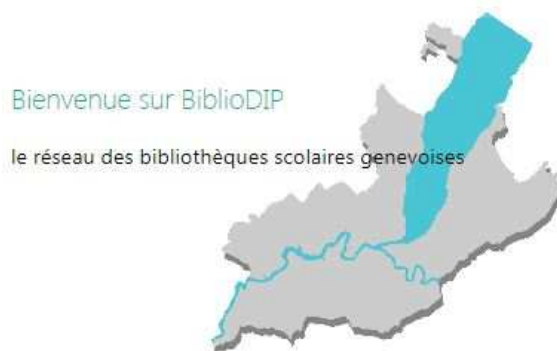 Bienvenue sur BiblioDIP
le réseau des bibliothèques scolaires genevoises